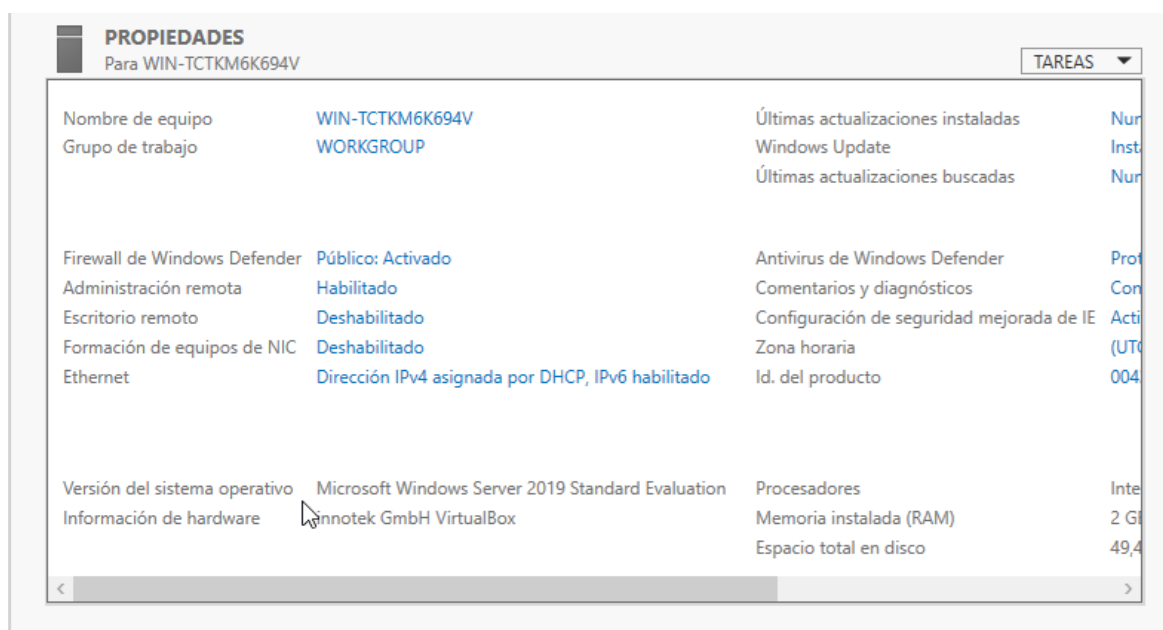 PROPIEDADES
Para WIN-TCTKM6K694V
TAREAS
Nombre de equipo WIN-TCTKM6K694V Últimas actualizaciones instaladas
Grupo de trabajo WORKGROUP Windows Update
Últimas actualizaciones buscadas
Firewall de Windows Defender Público: Activado Antivirus de Windows Defender
Administración remota Habilitado Comentarios y diagnósticos
Escritorio remoto Deshabilitado Configuración de seguridad mejorada de IE
Formación de equipos de NIC Deshabilitado Zona horaria
Ethernet Dirección IPv4 asignada por DHCP, IPv6 habilitado Id. del producto
Versión del sistema operativo Microsoft Windows Server 2019 Standard Evaluation Procesadores
Información de hardware innotek GmbH VirtualBox Memoria instalada (RAM) 2
Espacio total en disco 49,4